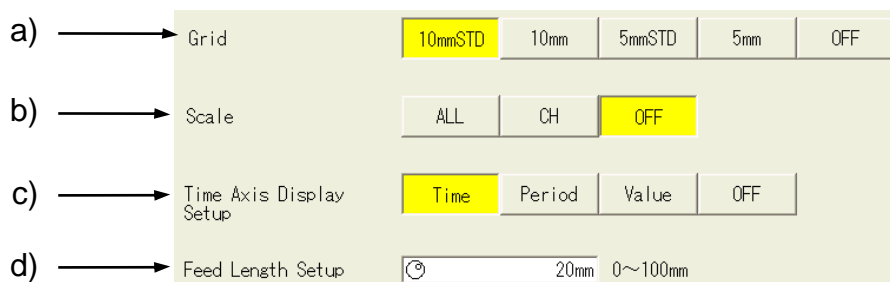 a) Grid 10mmSTD 10mm 5mmSTD 5mm OFF
b) Scale ALL CH OFF
c) Time Axis Display Setup Time Period Value OFF
d) Feed Length Setup 20mm 0～100mm